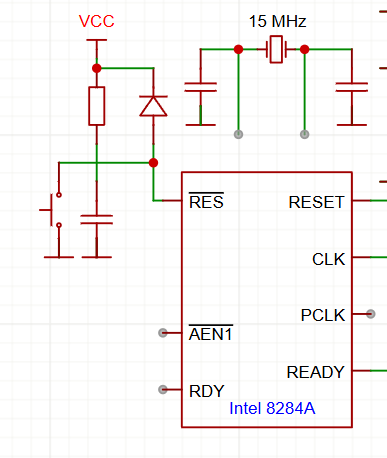 VCC
15 MHz
RES RESET
CLK
PCLK
AEN1
READY
RDY
Intel 8284A